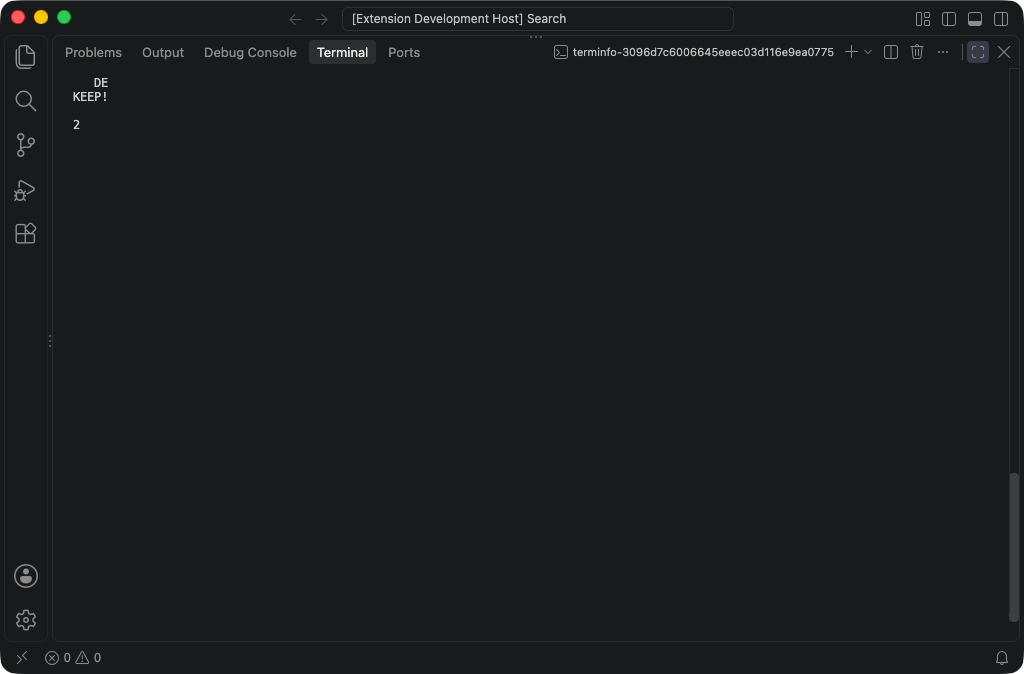 [Extension Development Host] Search
Problems Output Debug Console Terminal Ports terminfo-3096d7c6006645eeec03d116e9ea0775
DE
KEEP!
2
0 0